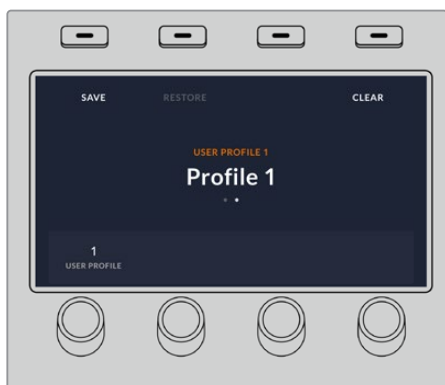 SAVE RESTORE CLEAR
USER PROFILE 1
Profile 1
1
USER PROFILE